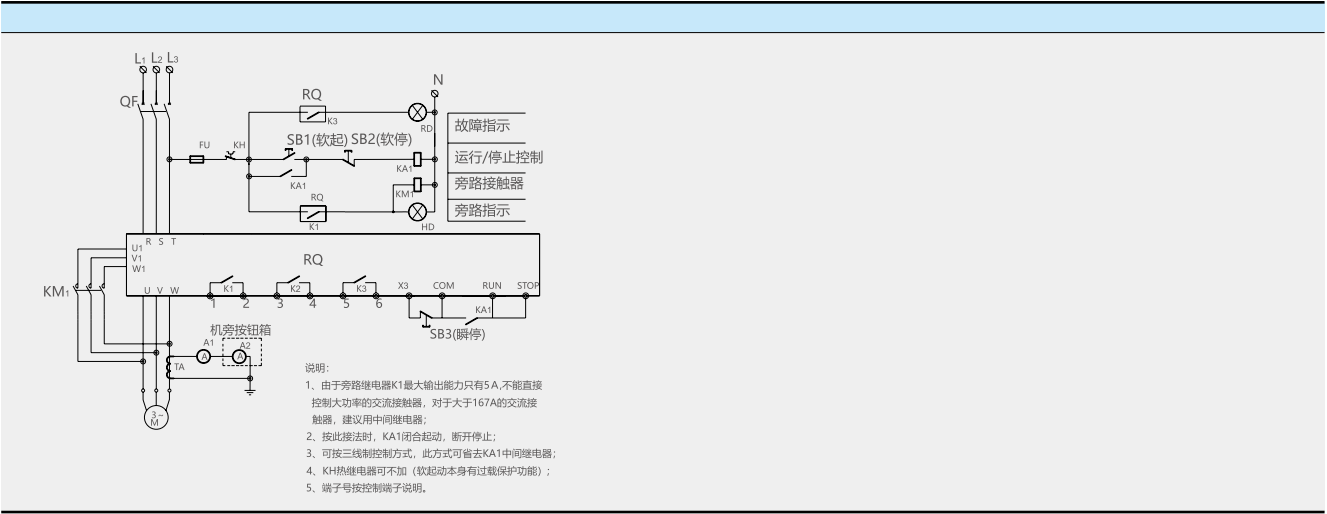 L1 L2 L3
QF
N
RQ
K3
RD
故障指示
SB1(软起) SB2(软停)
FU
KH
KA1
运行/停止控制
KA1
旁路接触器
KM1
RQ
K1
HD
旁路指示
R S T
U1
V1
W1
RQ
KM1
U V W
K1
K2
K3
1 2 3 4 5 6
X3 COM RUN STOP
KA1
SB3(瞬停)
机旁按钮箱
A1
A2
A
A
TA
3~
M
说明：
1、由于旁路继电器K1最大输出能力只有5A,不能直接
控制大功率的交流接触器，对于大于167A的交流接
触器，建议用中间继电器；
2、按此接法时，KA1闭合起动，断开停止；
3、可按三线制控制方式，此方式可省去KA1中间继电器；
4、KH热继电器可不加（软起动本身有过载保护功能）；
5、端子号按控制端子说明。